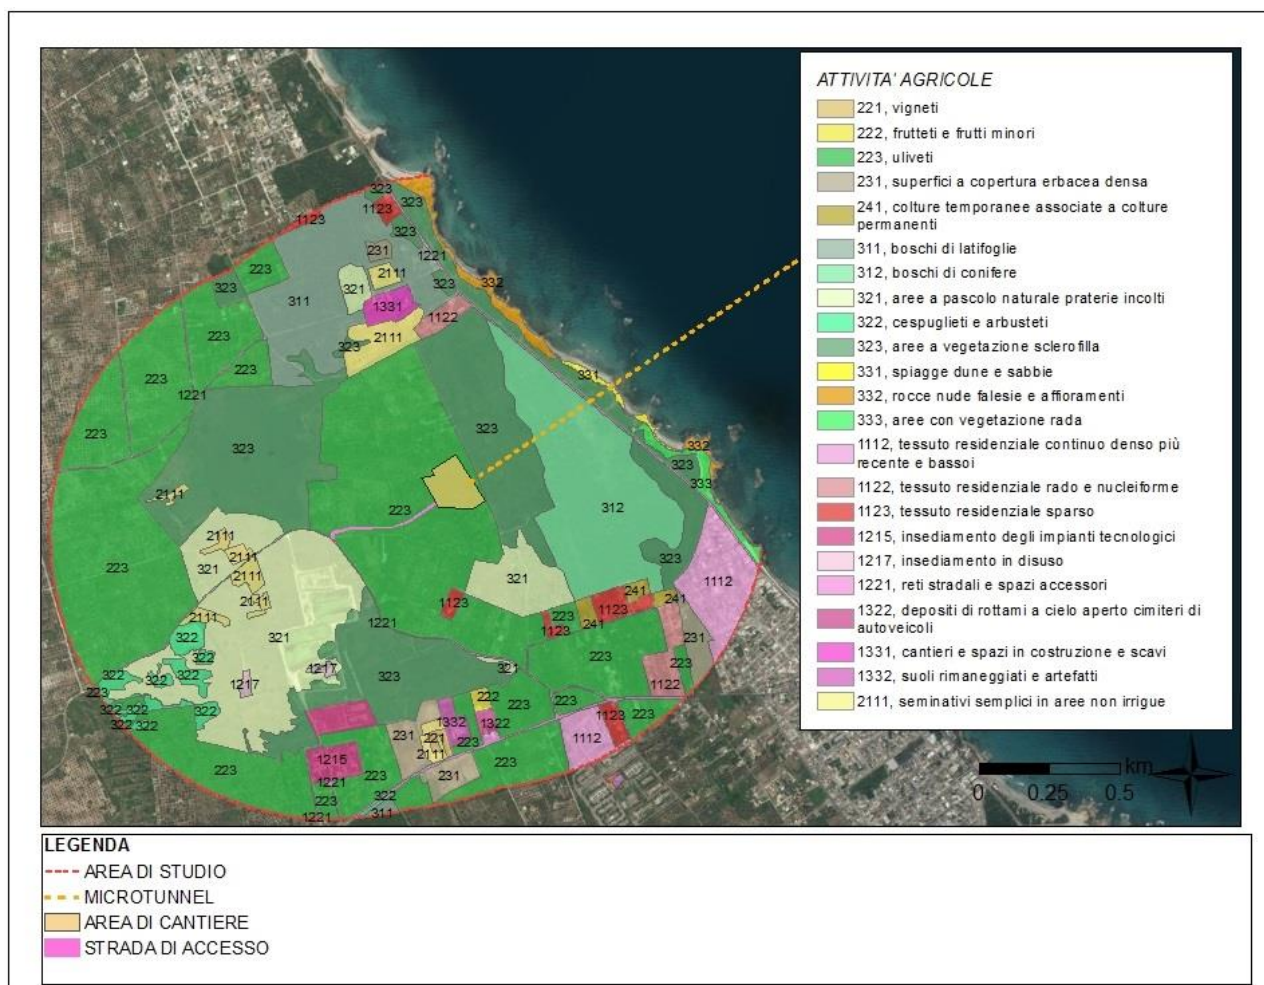 ATTIVITA' AGRICOLE
221, vigneti
222, frutteti e frutti minori
223, uliveti
231, superfici a copertura erbacea densa
241, colture temporanee associate a colture
permanenti
311, boschi di latifoglie
312, boschi di conifere
321, aree a pascolo naturale praterie incolti
322, cespuglieti e arbusteti
323, aree a vegetazione sclerofilla
331, spiagge dune e sabbie
332, rocce nude falesie e affioramenti
333, aree con vegetazione rada
1112, tessuto residenziale continuo denso più
recente e bassoi
1122, tessuto residenziale rado e nucleiforme
1123, tessuto residenziale sparso
1215, insediamento degli impianti tecnologici
1217, insediamento in disuso
1221, reti stradali e spazi accessori
1322, depositi di rottami a cielo aperto cimiteri di
autoveicoli
1331, cantieri e spazi in costruzione e scavi
1332, suoli rimaneggiati e artefatti
2111, seminativi semplici in aree non irrigue
323
323
1123
1123
323
231
1221
223
2111
323
332
323
321
311
1331
1122
223
2111
323
331
223
223
1221
223
323
323
332
323
333
2111
223
312
2111
321
2111
2111
223
323
321
1112
2111
1123
241
241
1123
2111
223
241
1221
1123
322
321
231
322
223
321
322
322
322
1217
323
223
223
1217
1122
322
322
322
222
223
223
322
322
1332
1322
1123
223
231
221
223
1112
2111
1215
223
223
1221
223
231
322
223
311
1221
km
0 0.25 0.5
LEGENDA
AREA DI STUDIO
MICROTUNNEL
AREA DI CANTIERE
STRADA DI ACCESSO